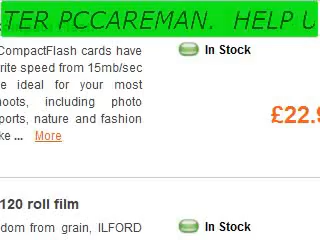 TER PCCAREMAN. HELP U
CompactFlash cards have
rite speed from 15mb/sec
e ideal for your most
hoots, including photo
ports, nature and fashion
ke ... More
In Stock
£22.9
120 roll film
dom from grain, ILFORD
In Stock